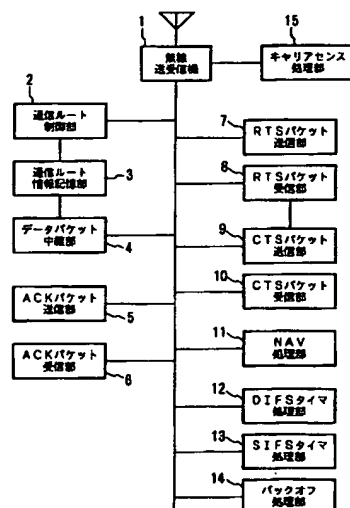 1
無線
送受信機
15
キャリアセンス
処理部
2
通信ルート
制御部
3
通信ルート
情報記憶部
データパケット
中継部
4
ACKパケット
送信部
5
ACKパケット
受信部
6
7
RTSパケット
送信部
8
RTSパケット
受信部
9
CTSパケット
送信部
10
CTSパケット
受信部
11
NAV
処理部
12
DIFSタイマ
処理部
13
SIFSタイマ
処理部
14
バックオフ
処理部